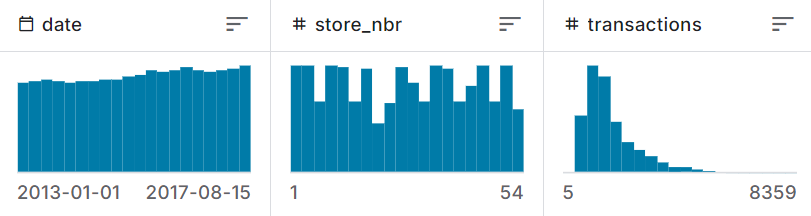 date
# store_nbr
# transactions
2013-01-01 2017-08-15
1 54
5 8359